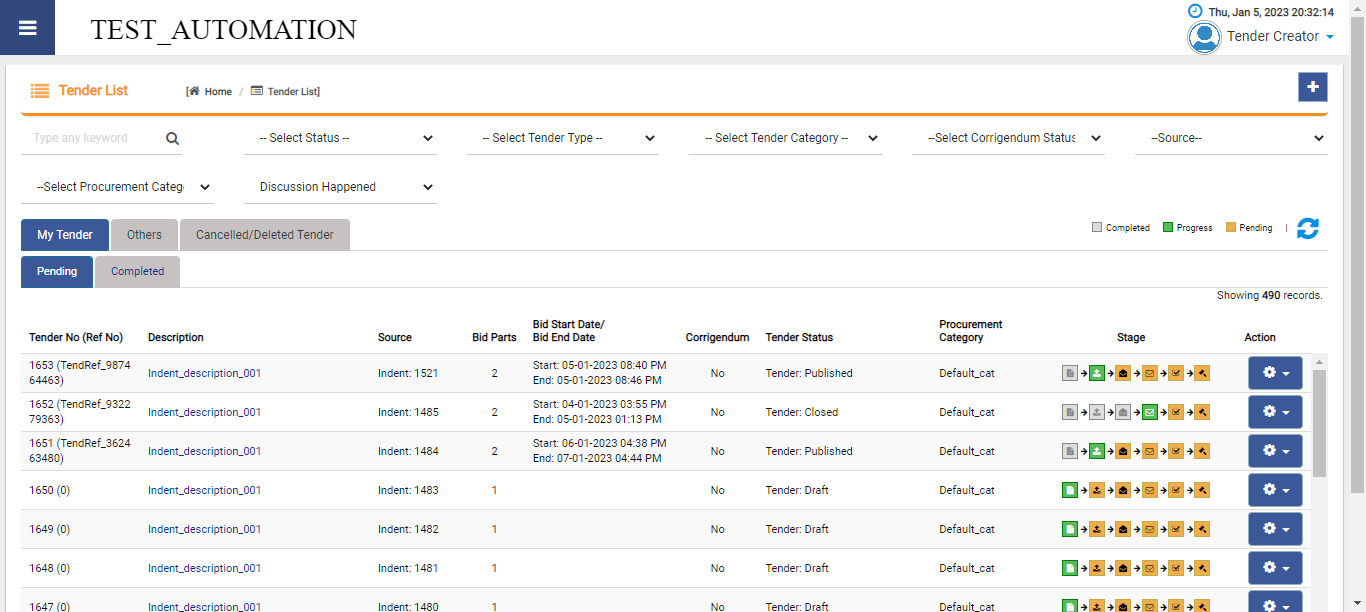 TEST_AUTOMATION
Thu, Jan 5, 2023 20:32:14
Tender Creator
Tender List
[ Home / Tender List]
Type any keyword
-- Select Status --
-- Select Tender Type --
-- Select Tender Category --
--Select Corrigendum Status
--Source--
--Select Procurement Categ
Discussion Happened
My Tender
Others
Cancelled/Deleted Tender
Completed
Progress
Pending |
Pending
Completed
Showing 490 records.
Tender No (Ref No) Description Source Bid Parts Bid Start Date/ Corrigendum Tender Status Procurement Stage Action
Bid End Date Category
1653 (TendRef_9874 Indent_description_001 Indent: 1521 2 Start: 05-01-2023 08:40 PM No Tender: Published Default_cat
64463) End: 05-01-2023 08:46 PM
1652 (TendRef_9322 Indent_description_001 Indent: 1485 2 Start: 04-01-2023 03:55 PM No Tender: Closed Default_cat
79363) End: 05-01-2023 01:13 PM
1651 (TendRef_3624 Indent_description_001 Indent: 1484 2 Start: 06-01-2023 04:38 PM No Tender: Published Default_cat
63480) End: 07-01-2023 04:44 PM
1650 (0) Indent_description_001 Indent: 1483 1 No Tender: Draft Default_cat
1649 (0) Indent_description_001 Indent: 1482 1 No Tender: Draft Default_cat
1648 (0) Indent_description_001 Indent: 1481 1 No Tender: Draft Default_cat
1647 (0) Indent_description_001 Indent: 1480 1 No Tender: Draft Default_cat